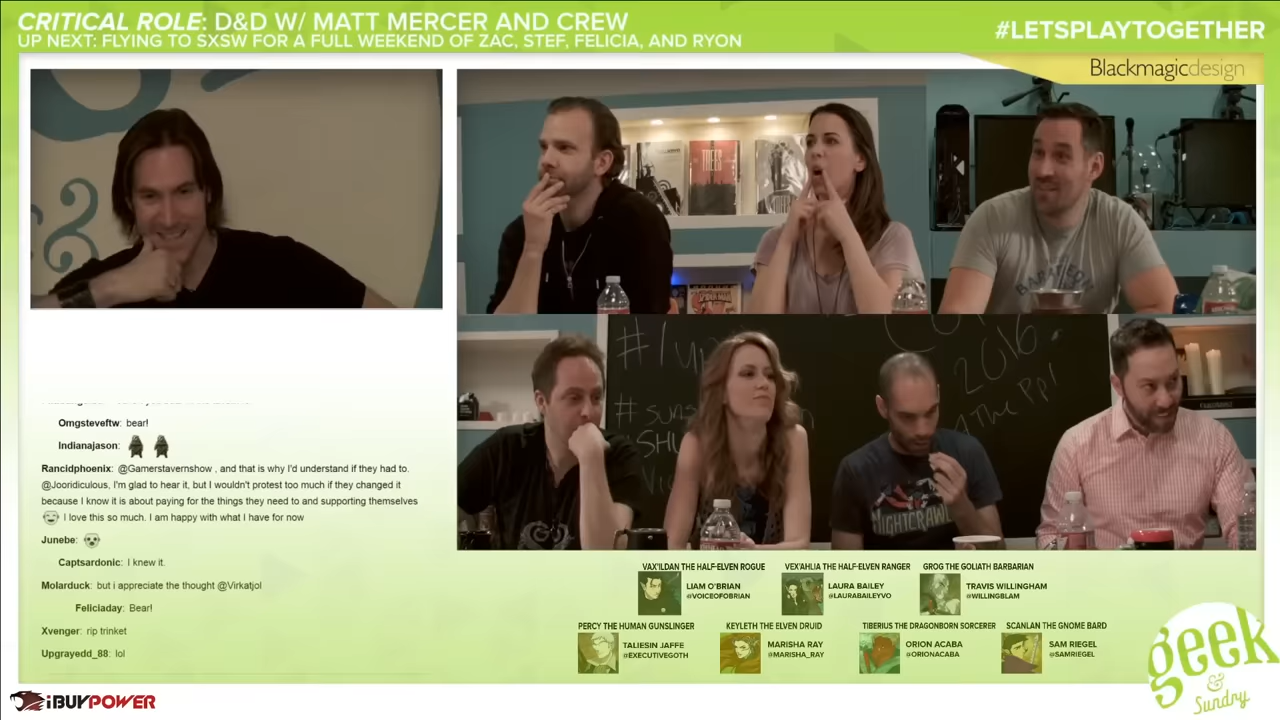 CRITICAL ROLE: D&D W/ MATT MERCER AND CREW
UP NEXT: FLYING TO SXSW FOR A FULL WEEKEND OF ZAC, STEF, FELICIA, AND RYON
#LETSPLAYTOGETHER
Blackmagicdesign
TREES
#1up
2016
#
Omgsteveftw: bear!
Indianajason:
Rancidphoenix: @Gamerstavernshow , and that is why I'd understand if they had to.
@Jooridiculous, I'm glad to hear it, but I wouldn't protest too much if they changed it
because I know it is about paying for the things they need to and supporting themselves
I love this so much. I am happy with what I have for now
Junebe:
Captsardonic: I knew it.
Molarduck: but i appreciate the thought @Virkatjol
Feliciaday: Bear!
Xvenger: rip trinket
Upgrayedd_88: lol
VAX'ILDAN THE HALF-ELVEN ROGUE
LIAM O'BRIAN
@VOICEOFOBRIAN
VEX'AHLIA THE HALF-ELVEN RANGER
LAURA BAILEY
@LAURABAILEYVO
GROG THE GOLIATH BARBARIAN
TRAVIS WILLINGHAM
@WILLINGBLAM
PERCY THE HUMAN GUNSLINGER
TALIESIN JAFFE
@EXECUTIVEGOTH
KEYLETH THE ELVEN DRUID
MARISHA RAY
@MARISHA_RAY
TIBERIUS THE DRAGONBORN SORCERER
ORION ACABA
@ORIONACABA
SCANLAN THE GNOME BARD
SAM RIEGEL
@SAMRIEGEL
geek
& Sundry
iBUYPOWER